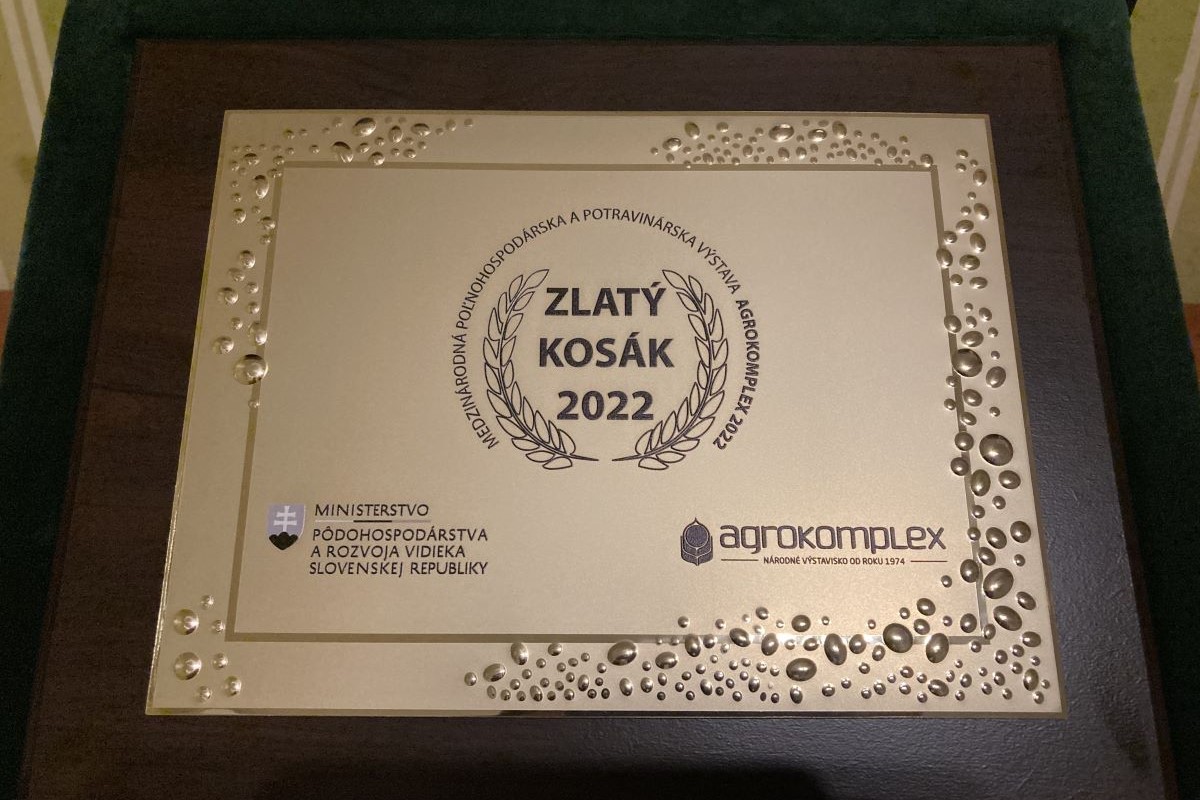 MEDZINÁRODNÁ POĽNOHOSPODÁRSKA A POTRAVINÁRSKA VÝSTAVA AGROKOMPLEX 2022
ZLATÝ
KOSÁK
2022
MINISTERSTVO
PÔDOHOSPODÁRSTVA
A ROZVOJA VIDIEKA
SLOVENSKEJ REPUBLIKY
agrokomplex
NÁRODNÉ VÝSTAVISKO OD ROKU 1974